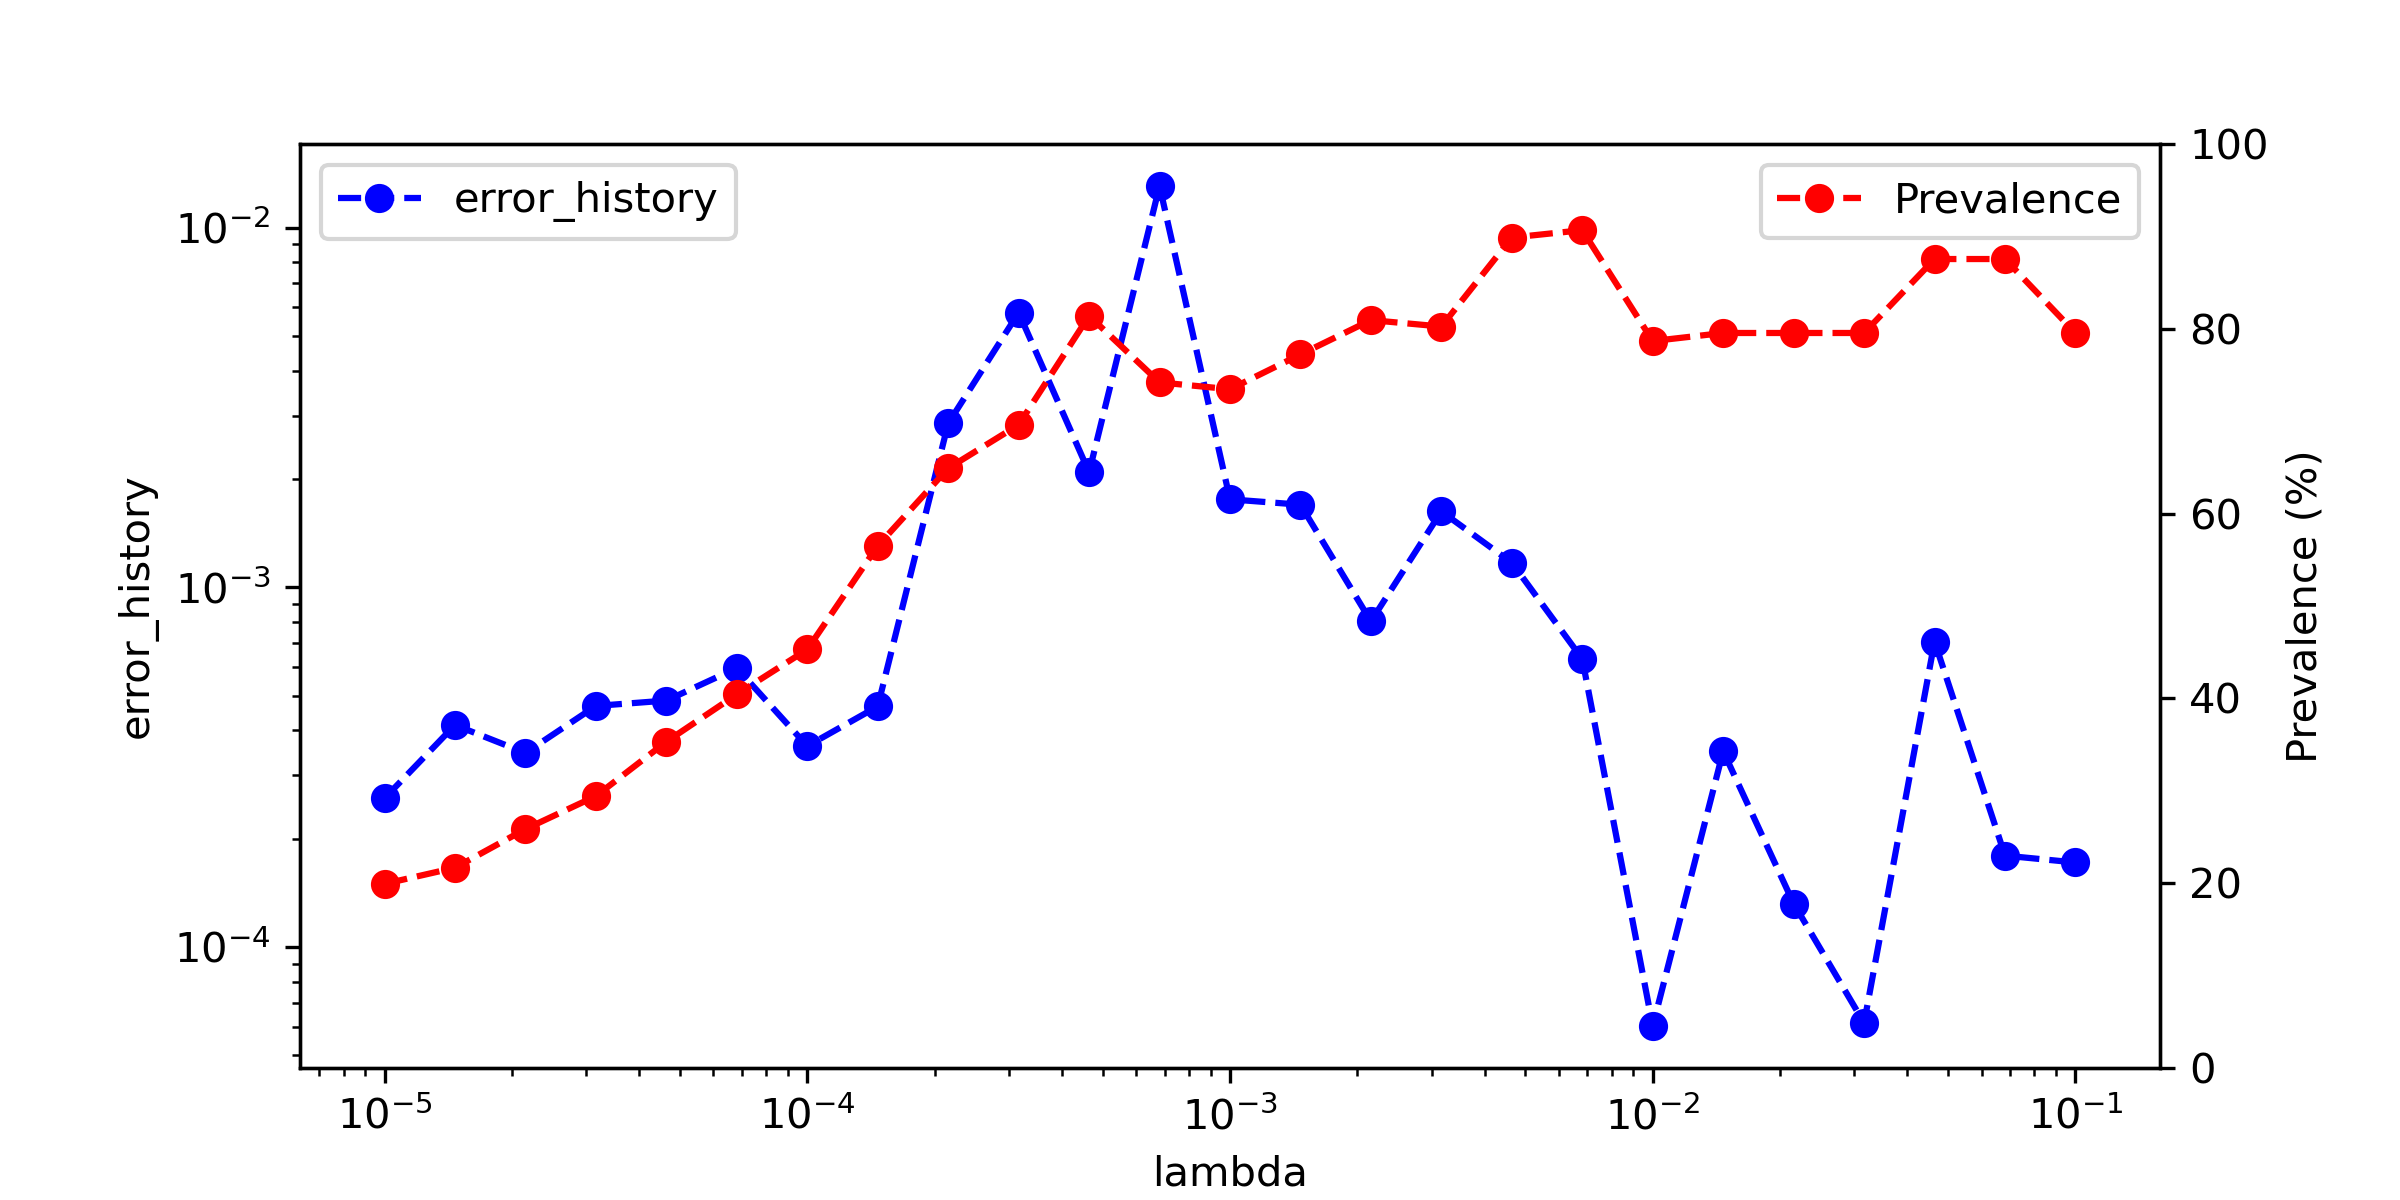 error_history
Prevalence
10⁻²
10⁻³
10⁻⁴
error_history
100
80
60
40
20
0
Prevalence (%)
10⁻⁵
10⁻⁴
10⁻³
10⁻²
10⁻¹
lambda